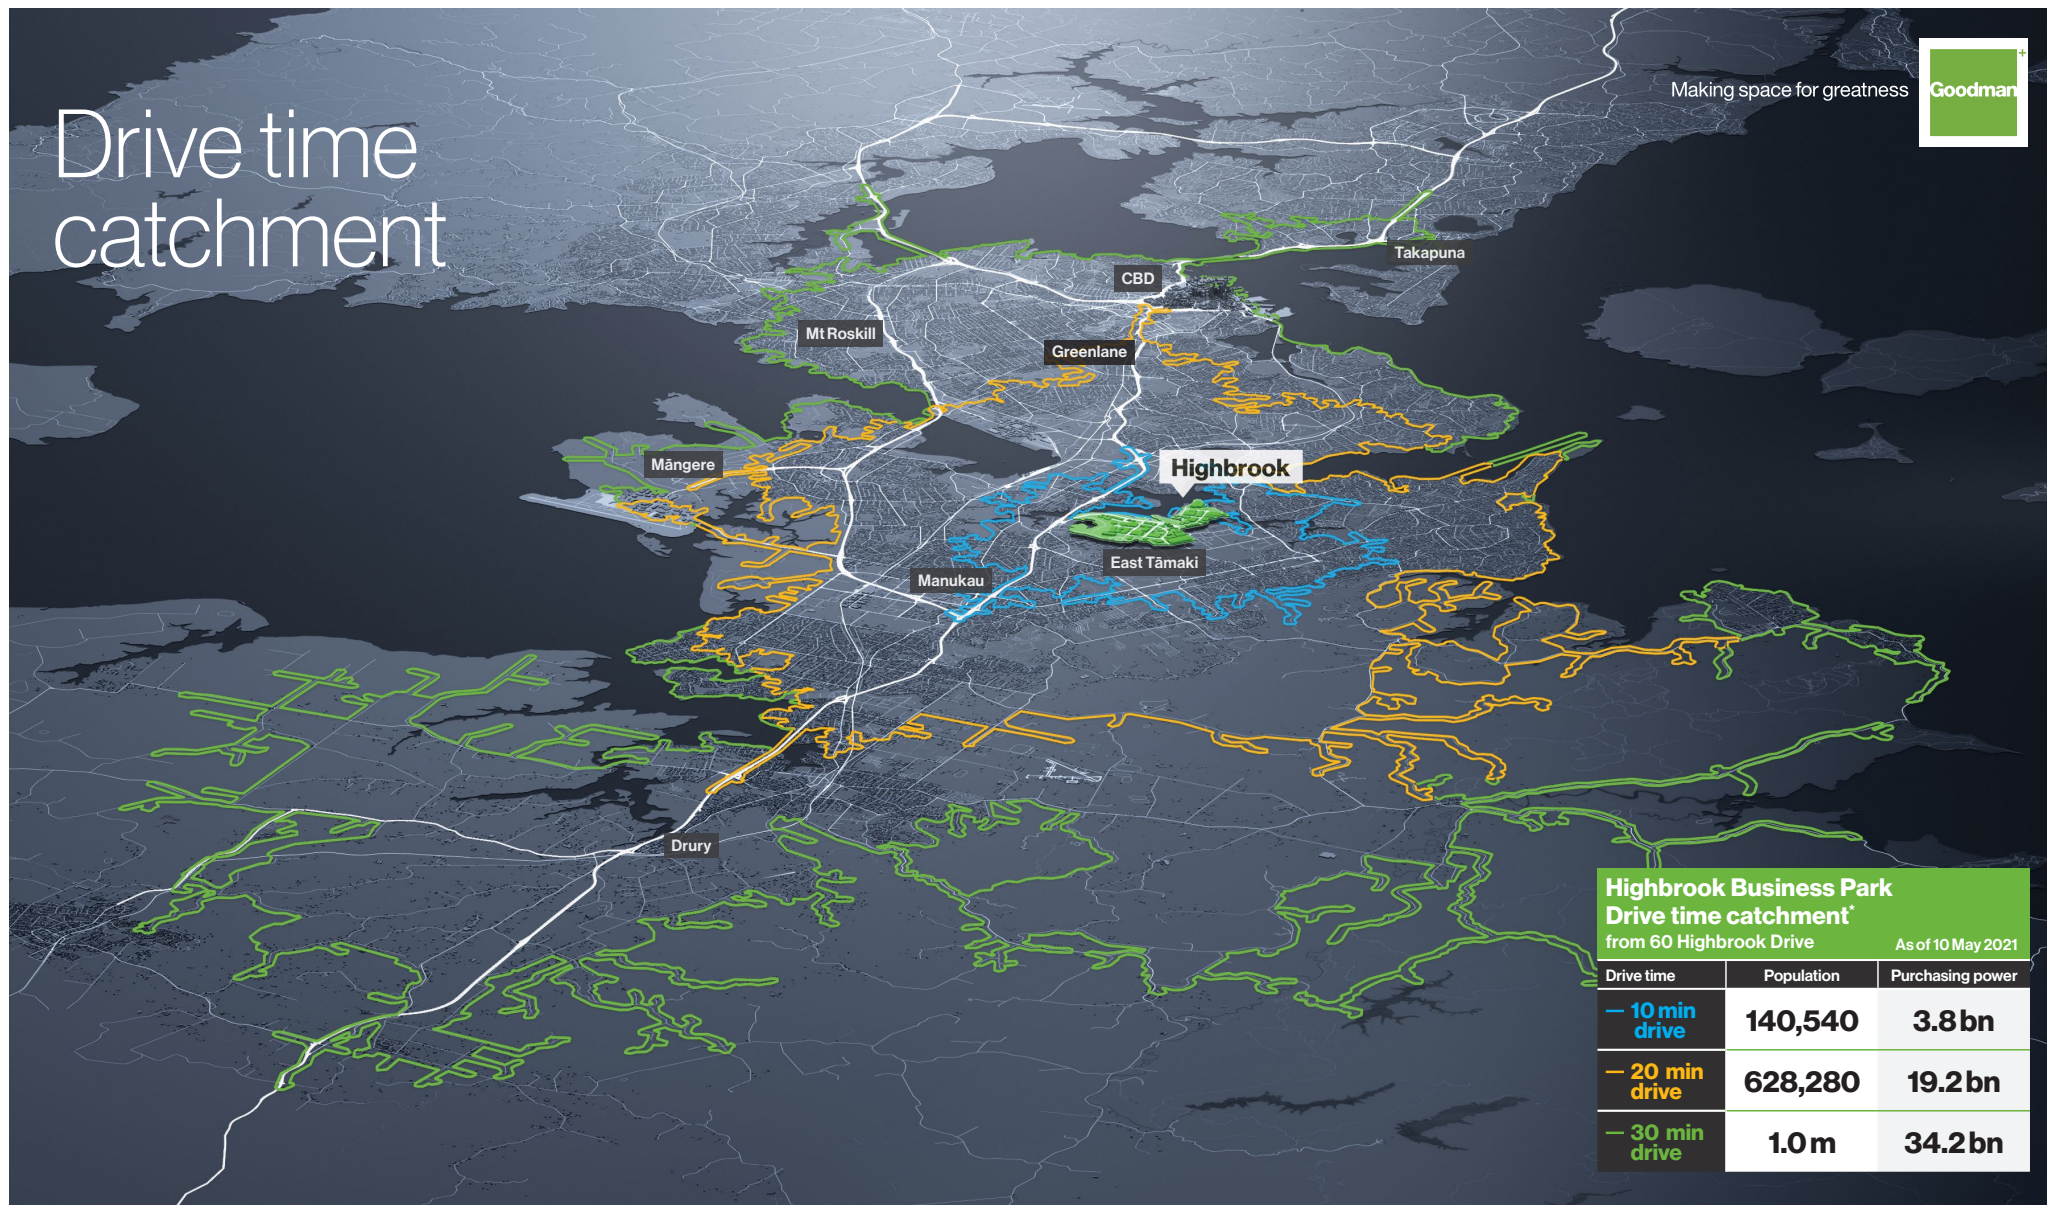 Drive time
catchment
Making space for greatness
Goodman+
Takapuna
CBD
Mt Roskill
Greenlane
Māngere
Highbrook
East Tāmaki
Manukau
Drury
Highbrook Business Park
Drive time catchment*
from 60 Highbrook Drive
As of 10 May 2021
Drive time Population Purchasing power
— 10 min
drive
140,540 3.8 bn
— 20 min
drive
628,280 19.2 bn
— 30 min
drive
1.0 m 34.2 bn